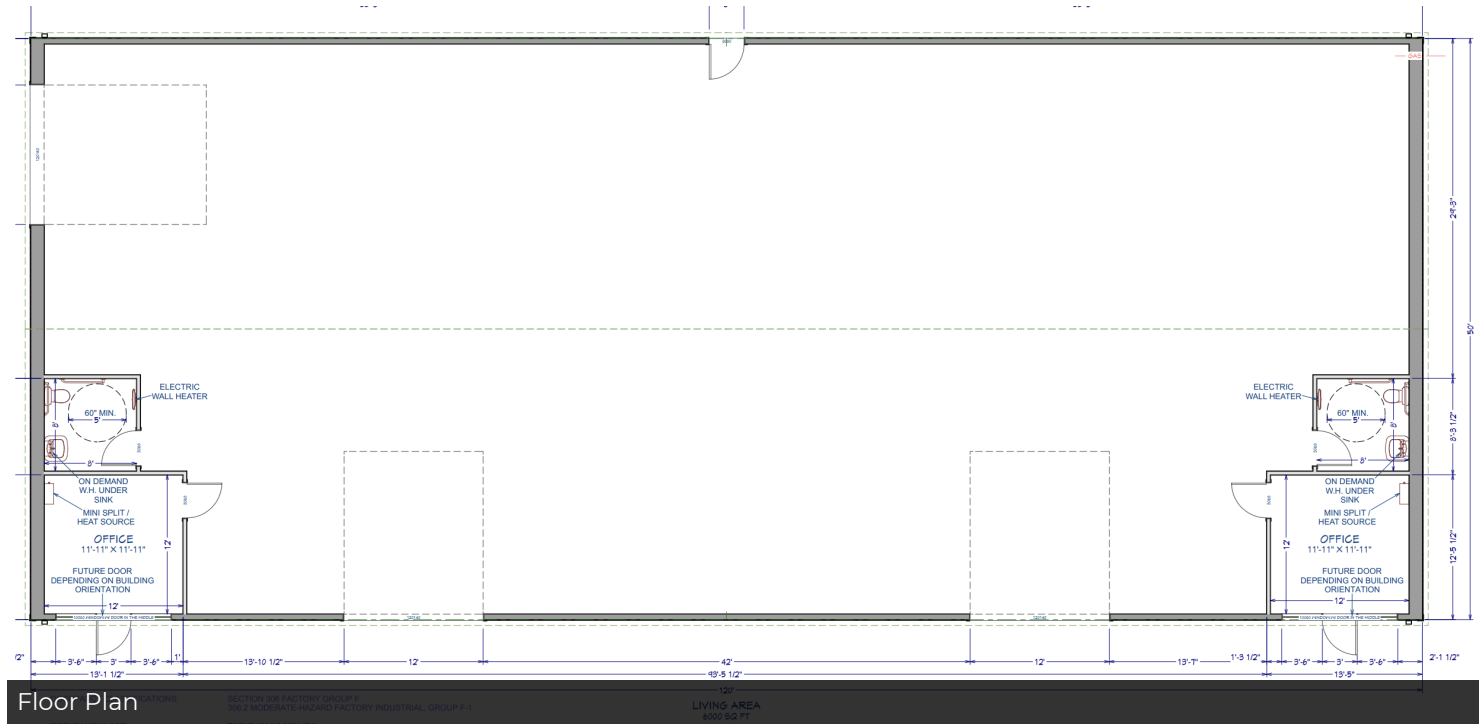 GAS
29'-3"
50'
ELECTRIC
WALL HEATER
60" MIN.
5'
8'
8'
ON DEMAND
W.H. UNDER
SINK
MINI SPLIT /
HEAT SOURCE
OFFICE
11'-11" X 11'-11"
12'
FUTURE DOOR
DEPENDING ON BUILDING
ORIENTATION
12'
ELECTRIC
WALL HEATER
60" MIN.
5'
8'
8'
8'-3 1/2"
ON DEMAND
W.H. UNDER
SINK
MINI SPLIT /
HEAT SOURCE
OFFICE
11'-11" X 11'-11"
12'
12'-5 1/2"
FUTURE DOOR
DEPENDING ON BUILDING
ORIENTATION
12'
/2" 3'-6" 3' 3'-6" 1' 13'-10 1/2" 12' 42' 12' 13'-7" 1'-3 1/2" 3'-6" 3' 3'-6" 2'-1 1/2"
13'-1 1/2" 93'-5 1/2" 13'-5"
120'
Floor Plan
SECTION 306 FACTORY GROUP F
306.2 MODERATE-HAZARD FACTORY INDUSTRIAL, GROUP F-1
LIVING AREA
6000 SQ FT